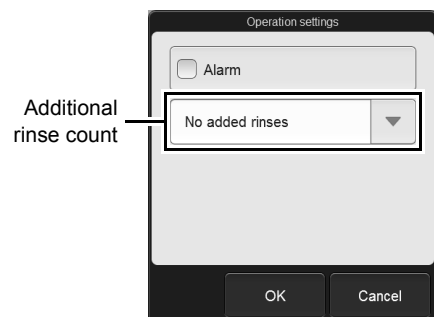 Operation settings
Alarm
Additional
rinse count
No added rinses
OK
Cancel